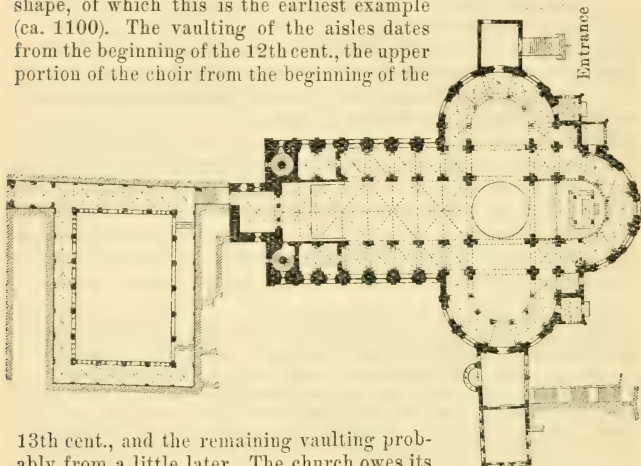 shape, of which this is the earliest example
(ca. 1100). The vaulting of the aisles dates
from the beginning of the 12th cent., the upper
portion of the choir from the beginning of the
Entrance
13th cent., and the remaining vaulting prob-
ably from a little later. The church owes its